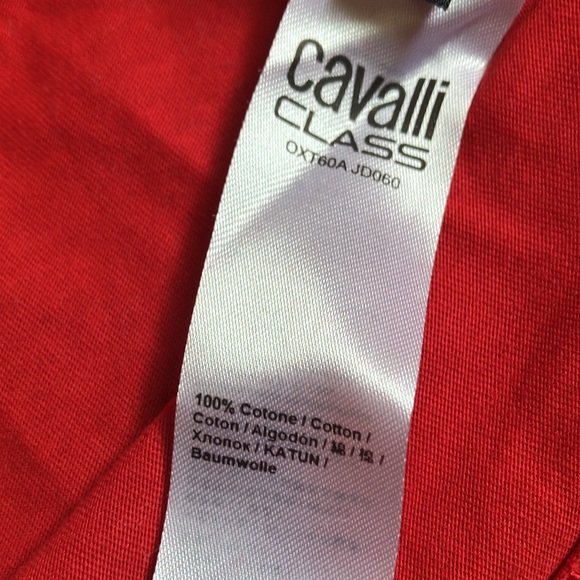 cavalli
CLASS
OXT60A JD060
100% Cotone / Cotton /
Coton / Algodón / 綿 / 棉 /
Хлопок / KATUN /
Baumwolle